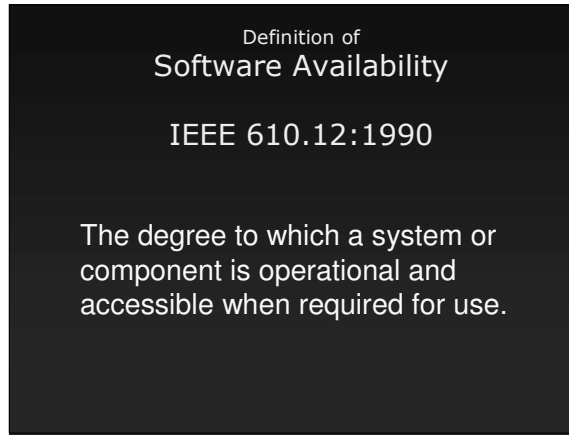 Definition of
Software Availability
IEEE 610.12:1990
The degree to which a system or
component is operational and
accessible when required for use.